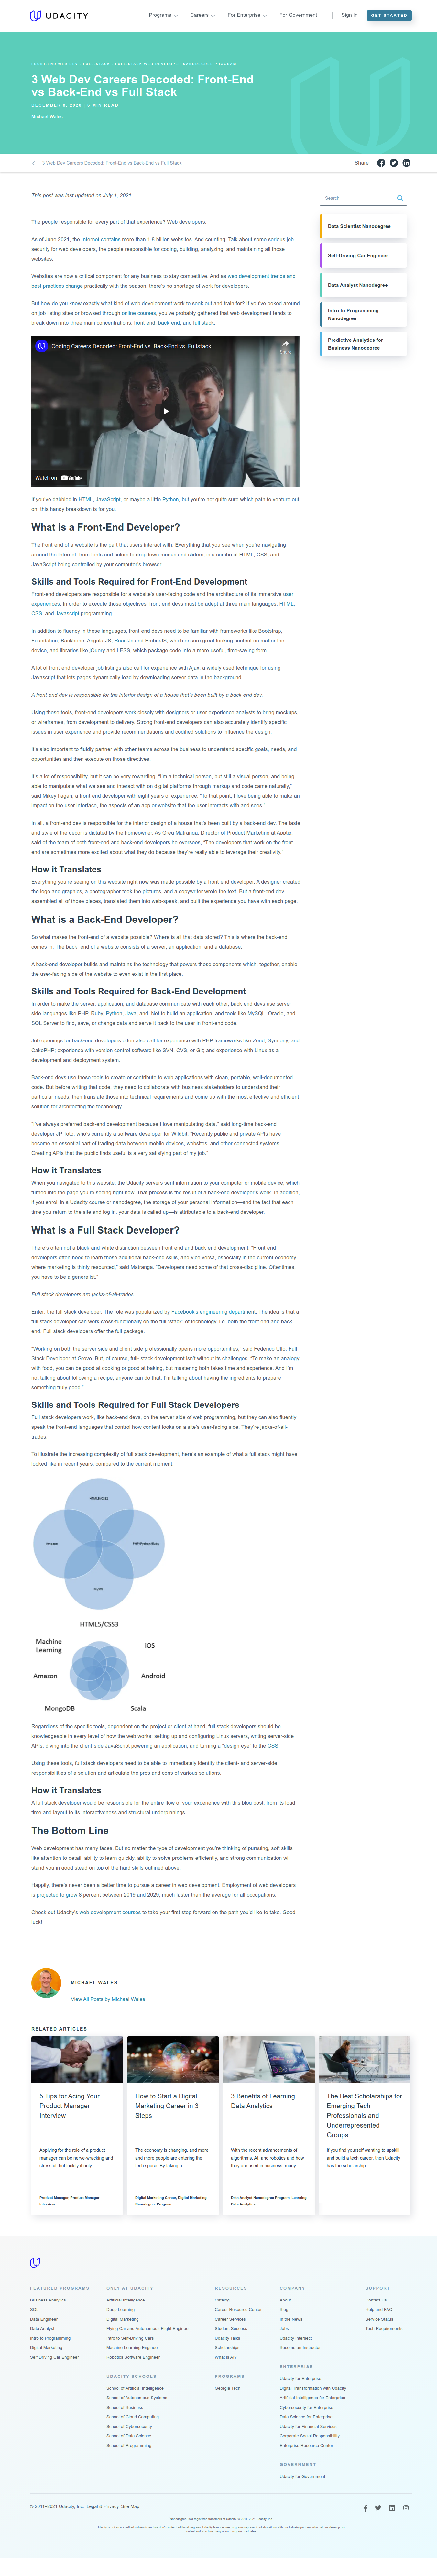 UDACITY
Programs
Careers
For Enterprise
For Government
Sign In
GET STARTED
FRONT-END WEB DEV - FULL-STACK - FULL-STACK WEB DEVELOPER NANODEGREE PROGRAM
3 Web Dev Careers Decoded: Front-End
vs Back-End vs Full Stack
DECEMBER 8, 2020 | 8 MIN READ
Michael Wales
3 Web Dev Careers Decoded: Front-End vs Back-End vs Full Stack
Share
This post was last updated on July 1, 2021.
Search
Data Scientist Nanodegree
Self-Driving Car Engineer
Data Analyst Nanodegree
Intro to Programming
Nanodegree
Predictive Analytics for
Business Nanodegree
The people responsible for every part of that experience? Web developers.
As of June 2021, the Internet contains more than 1.8 billion websites. And counting. Talk about some serious job
security for web developers, the people responsible for coding, building, analyzing, and maintaining all those
websites.
Websites are now a critical component for any business to stay competitive. And as web development trends and
best practices change practically with the season, there's no shortage of work for developers.
But how do you know exactly what kind of web development work to seek out and train for? If you've poked around
on job listing sites or browsed through online courses, you've probably gathered that web development tends to
break down into three main concentrations: front-end, back-end, and full stack.
Coding Careers Decoded: Front-End vs. Back-End vs. Fullstack
Share
Watch on YouTube
If you've dabbled in HTML, JavaScript, or maybe a little Python, but you're not quite sure which path to venture out
on, this handy breakdown is for you.
What is a Front-End Developer?
The front-end of a website is the part that users interact with. Everything that you see when you're navigating
around the Internet, from fonts and colors to dropdown menus and sliders, is a combo of HTML, CSS, and
JavaScript being controlled by your computer's browser.
Skills and Tools Required for Front-End Development
Front-end developers are responsible for a website's user-facing code and the architecture of its immersive user
experiences. In order to execute those objectives, front-end devs must be adept at three main languages: HTML,
CSS, and Javascript programming.
In addition to fluency in these languages, front-end devs need to be familiar with frameworks like Bootstrap,
Foundation, Backbone, AngularJS, ReactJs and EmberJS, which ensure great-looking content no matter the
device, and libraries like jQuery and LESS, which package code into a more useful, time-saving form.
A lot of front-end developer job listings also call for experience with Ajax, a widely used technique for using
Javascript that lets pages dynamically load by downloading server data in the background.
A front-end dev is responsible for the interior design of a house that's been built by a back-end dev.
Using these tools, front-end developers work closely with designers or user experience analysts to bring mockups,
or wireframes, from development to delivery. Strong front-end developers can also accurately identify specific
issues in user experience and provide recommendations and codified solutions to influence the design.
It's also important to fluidly partner with other teams across the business to understand specific goals, needs, and
opportunities and then execute on those directives.
It's a lot of responsibility, but it can be very rewarding. "I'm a technical person, but still a visual person, and being
able to manipulate what we see and interact with on digital platforms through markup and code came naturally,"
said Mikey Ilagan, a front-end developer with eight years of experience. "To that point, I love being able to make an
impact on the user interface, the aspects of an app or website that the user interacts with and sees."
In all, a front-end dev is responsible for the interior design of a house that's been built by a back-end dev. The taste
and style of the decor is dictated by the homeowner. As Greg Matranga, Director of Product Marketing at Apptix,
said of the team of both front-end and back-end developers he oversees, "The developers that work on the front
end are sometimes more excited about what they do because they're really able to leverage their creativity."
How it Translates
Everything you're seeing on this website right now was made possible by a front-end developer. A designer created
the logo and graphics, a photographer took the pictures, and a copywriter wrote the text. But a front-end dev
assembled all of those pieces, translated them into web-speak, and built the experience you have with each page.
What is a Back-End Developer?
So what makes the front-end of a website possible? Where is all that data stored? This is where the back-end
comes in. The back- end of a website consists of a server, an application, and a database.
A back-end developer builds and maintains the technology that powers those components which, together, enable
the user-facing side of the website to even exist in the first place.
Skills and Tools Required for Back-End Development
In order to make the server, application, and database communicate with each other, back-end devs use server-
side languages like PHP, Ruby, Python, Java, and .Net to build an application, and tools like MySQL, Oracle, and
SQL Server to find, save, or change data and serve it back to the user in front-end code.
Job openings for back-end developers often also call for experience with PHP frameworks like Zend, Symfony, and
CakePHP; experience with version control software like SVN, CVS, or Git; and experience with Linux as a
development and deployment system.
Back-end devs use these tools to create or contribute to web applications with clean, portable, well-documented
code. But before writing that code, they need to collaborate with business stakeholders to understand their
particular needs, then translate those into technical requirements and come up with the most effective and efficient
solution for architecting the technology.
"I've always preferred back-end development because I love manipulating data," said long-time back-end
developer JP Toto, who's currently a software developer for Wildbit. "Recently public and private APIs have
become an essential part of trading data between mobile devices, websites, and other connected systems.
Creating APIs that the public finds useful is a very satisfying part of my job."
How it Translates
When you navigated to this website, the Udacity servers sent information to your computer or mobile device, which
turned into the page you're seeing right now. That process is the result of a back-end developer's work. In addition,
if you enroll in a Udacity course or nanodegree, the storage of your personal information—and the fact that each
time you return to the site and log in, your data is called up—is attributable to a back-end developer.
What is a Full Stack Developer?
There's often not a black-and-white distinction between front-end and back-end development. "Front-end
developers often need to learn those additional back-end skills, and vice versa, especially in the current economy
where marketing is thinly resourced," said Matranga. "Developers need some of that cross-discipline. Oftentimes,
you have to be a generalist."
Full stack developers are jacks-of-all-trades.
Enter: the full stack developer. The role was popularized by Facebook's engineering department. The idea is that a
full stack developer can work cross-functionally on the full "stack" of technology, i.e. both the front end and back
end. Full stack developers offer the full package.
"Working on both the server side and client side professionally opens more opportunities," said Federico Ulfo, Full
Stack Developer at Grovo. But, of course, full- stack development isn't without its challenges. "To make an analogy
with food, you can be good at cooking or good at baking, but mastering both takes time and experience. And I'm
not talking about following a recipe, anyone can do that. I'm talking about having the ingredients to prepare
something truly good."
Skills and Tools Required for Full Stack Developers
Full stack developers work, like back-end devs, on the server side of web programming, but they can also fluently
speak the front-end languages that control how content looks on a site's user-facing side. They're jacks-of-all-
trades.
To illustrate the increasing complexity of full stack development, here's an example of what a full stack might have
looked like in recent years, compared to the current moment:
HTML5/CSS3
Amazon
PHP/Python/Ruby
MySQL
HTML5/CSS3
Machine
Learning
iOS
Amazon
Android
MongoDB
Scala
Regardless of the specific tools, dependent on the project or client at hand, full stack developers should be
knowledgeable in every level of how the web works: setting up and configuring Linux servers, writing server-side
APIs, diving into the client-side JavaScript powering an application, and turning a "design eye" to the CSS.
Using these tools, full stack developers need to be able to immediately identify the client- and server-side
responsibilities of a solution and articulate the pros and cons of various solutions.
How it Translates
A full stack developer would be responsible for the entire flow of your experience with this blog post, from its load
time and layout to its interactiveness and structural underpinnings.
The Bottom Line
Web development has many faces. But no matter the type of development you're thinking of pursuing, soft skills
like attention to detail, ability to learn quickly, ability to solve problems efficiently, and strong communication will
stand you in good stead on top of the hard skills outlined above.
Happily, there's never been a better time to pursue a career in web development. Employment of web developers
is projected to grow 8 percent between 2019 and 2029, much faster than the average for all occupations.
Check out Udacity's web development courses to take your first step forward on the path you'd like to take. Good
luck!
MICHAEL WALES
View All Posts by Michael Wales
RELATED ARTICLES
5 Tips for Acing Your
Product Manager
Interview
Applying for the role of a product
manager can be nerve-wracking and
stressful, but luckily it only...
Product Manager, Product Manager
Interview
How to Start a Digital
Marketing Career in 3
Steps
The economy is changing, and more
and more people are entering the
tech space. By taking a...
Digital Marketing Career, Digital Marketing
Nanodegree Program
3 Benefits of Learning
Data Analytics
With the recent advancements of
algorithms, AI, robotics and how
they are used in business, many...
Data Analyst Nanodegree Program, Learning
Data Analytics
The Best Scholarships for
Emerging Tech
Professionals and
Underrepresented
Groups
If you find yourself wanting to upskill
and build a tech career, then Udacity
has the scholarship...
FEATURED PROGRAMS
Business Analytics
SQL
Data Engineer
Data Analyst
Intro to Programming
Digital Marketing
Self Driving Car Engineer
ONLY AT UDACITY
Artificial Intelligence
Deep Learning
Digital Marketing
Flying Car and Autonomous Flight Engineer
Intro to Self-Driving Cars
Machine Learning Engineer
Robotics Software Engineer
UDACITY SCHOOLS
School of Artificial Intelligence
School of Autonomous Systems
School of Business
School of Cloud Computing
School of Cybersecurity
School of Data Science
School of Programming
RESOURCES
Catalog
Career Resource Center
Career Services
Student Success
Udacity Talks
Scholarships
What is AI?
PROGRAMS
Georgia Tech
COMPANY
About
Blog
In the News
Jobs
Udacity Intersect
Become an Instructor
ENTERPRISE
Udacity for Enterprise
Digital Transformation with Udacity
Artificial Intelligence for Enterprise
Cybersecurity for Enterprise
Data Science for Enterprise
Udacity for Financial Services
Corporate Social Responsibility
Enterprise Resource Center
GOVERNMENT
Udacity for Government
SUPPORT
Contact Us
Help and FAQ
Service Status
Tech Requirements
© 2011–2021 Udacity, Inc. Legal & Privacy Site Map
"Nanodegree" is a registered trademark of Udacity. © 2011-2021 Udacity, Inc.
Udacity is not an accredited university and we don't confer traditional degrees. Udacity Nanodegree programs represent collaborations with our industry partners who help us develop our
content and who hire many of our program graduates.